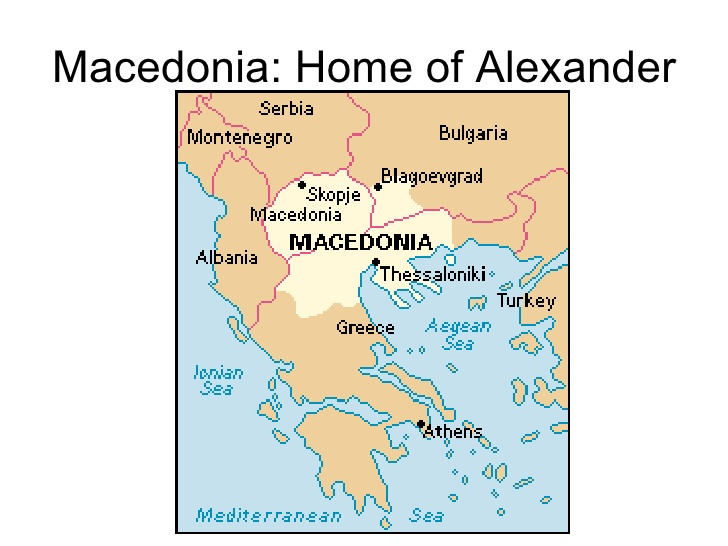 Macedonia: Home of Alexander
Serbia
Montenegro
Bulgaria
Blagoevgrad
Skopje
Macedonia
MACEDONIA
Albania
Thessaloniki
Turkey
Greece
Aegean
Sea
Ionian
Sea
Athens
Mediterranean Sea